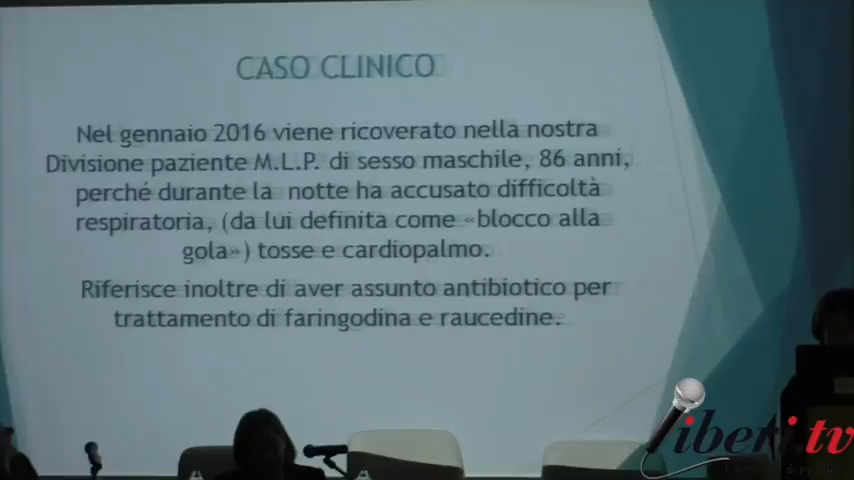 CASO CLINICO
Nel gennaio 2016 viene ricoverato nella nostra
Divisione paziente M.L.P. di sesso maschile, 86 anni,
perché durante la notte ha accusato difficoltà
respiratoria, (da lui definita come «blocco alla
gola») tosse e cardiopalmo.
Riferisce inoltre di aver assunto antibiotico per
trattamento di faringodina e raucedine.
liberi.tv